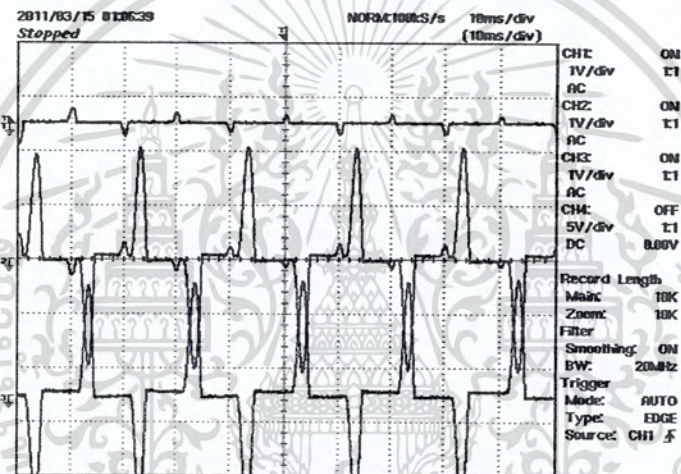 2011/03/15 01:06:39
NORM:100kS/s 10ms/div
Stopped
(10ms/div)
CH1: ON
1V/div 1:1
AC
CH2: ON
1V/div 1:1
AC
CH3: ON
1V/div 1:1
AC
CH4: OFF
5V/div 1:1
DC 0.00V
Record Length
Main: 10K
Zoom: 10K
Filter
Smoothing: ON
BW: 20MHz
Trigger
Mode: AUTO
Type: EDGE
Source: CH1